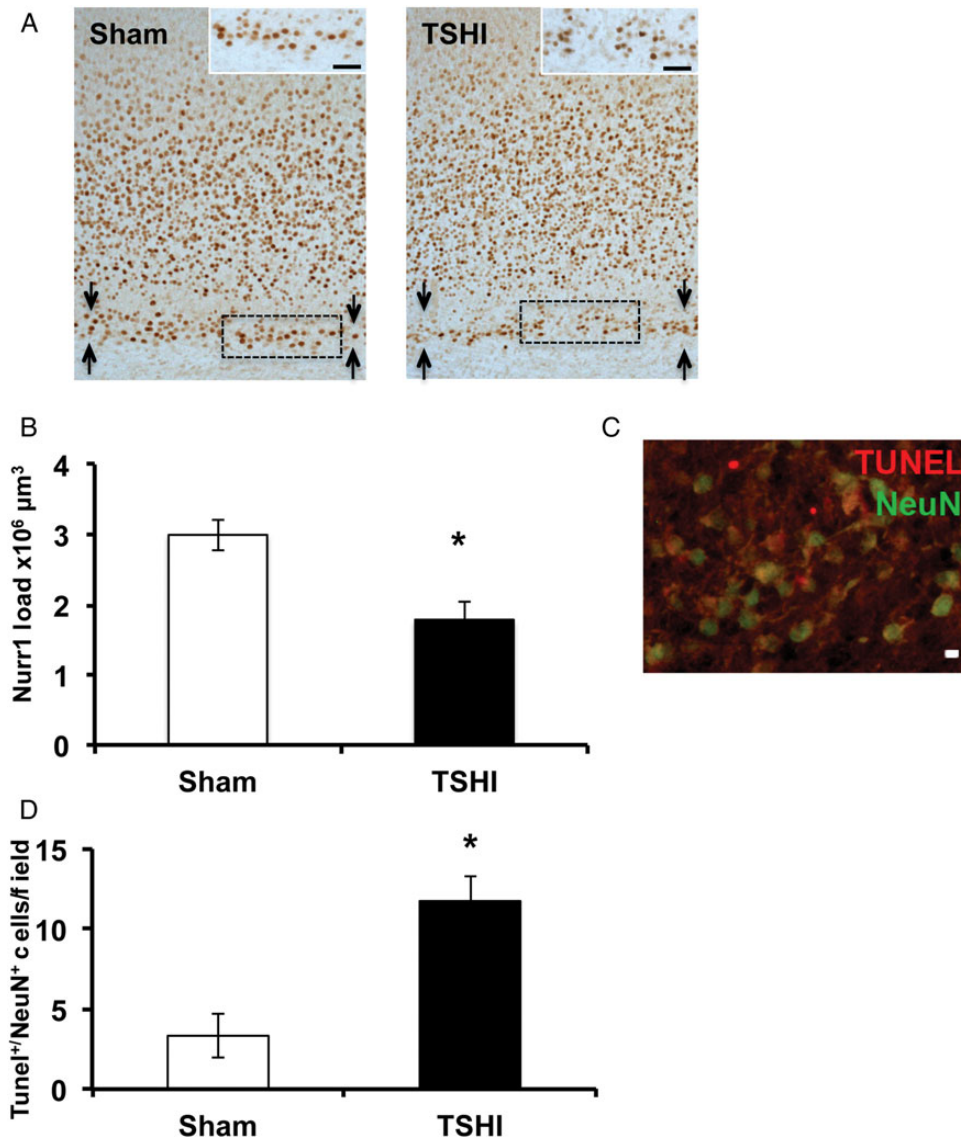 A
Sham
TSHI
B
Nurr1 load x10⁶ µm³
4
3
2
1
0
Sham
TSHI
*
C
TUNEL
NeuN
D
Tunel⁺/NeuN⁺ c ells/f ield
15
10
5
0
Sham
TSHI
*